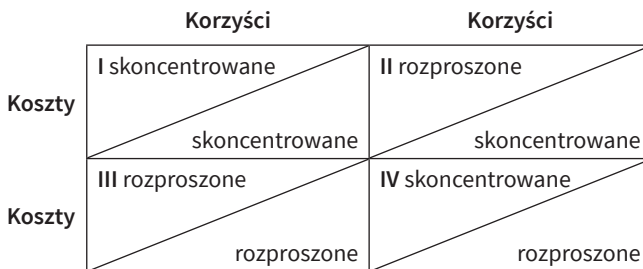 Korzyści Korzyści
I skoncentrowane II rozproszone
Koszty
skoncentrowane skoncentrowane
III rozproszone IV skoncentrowane
Koszty
rozproszone rozproszone